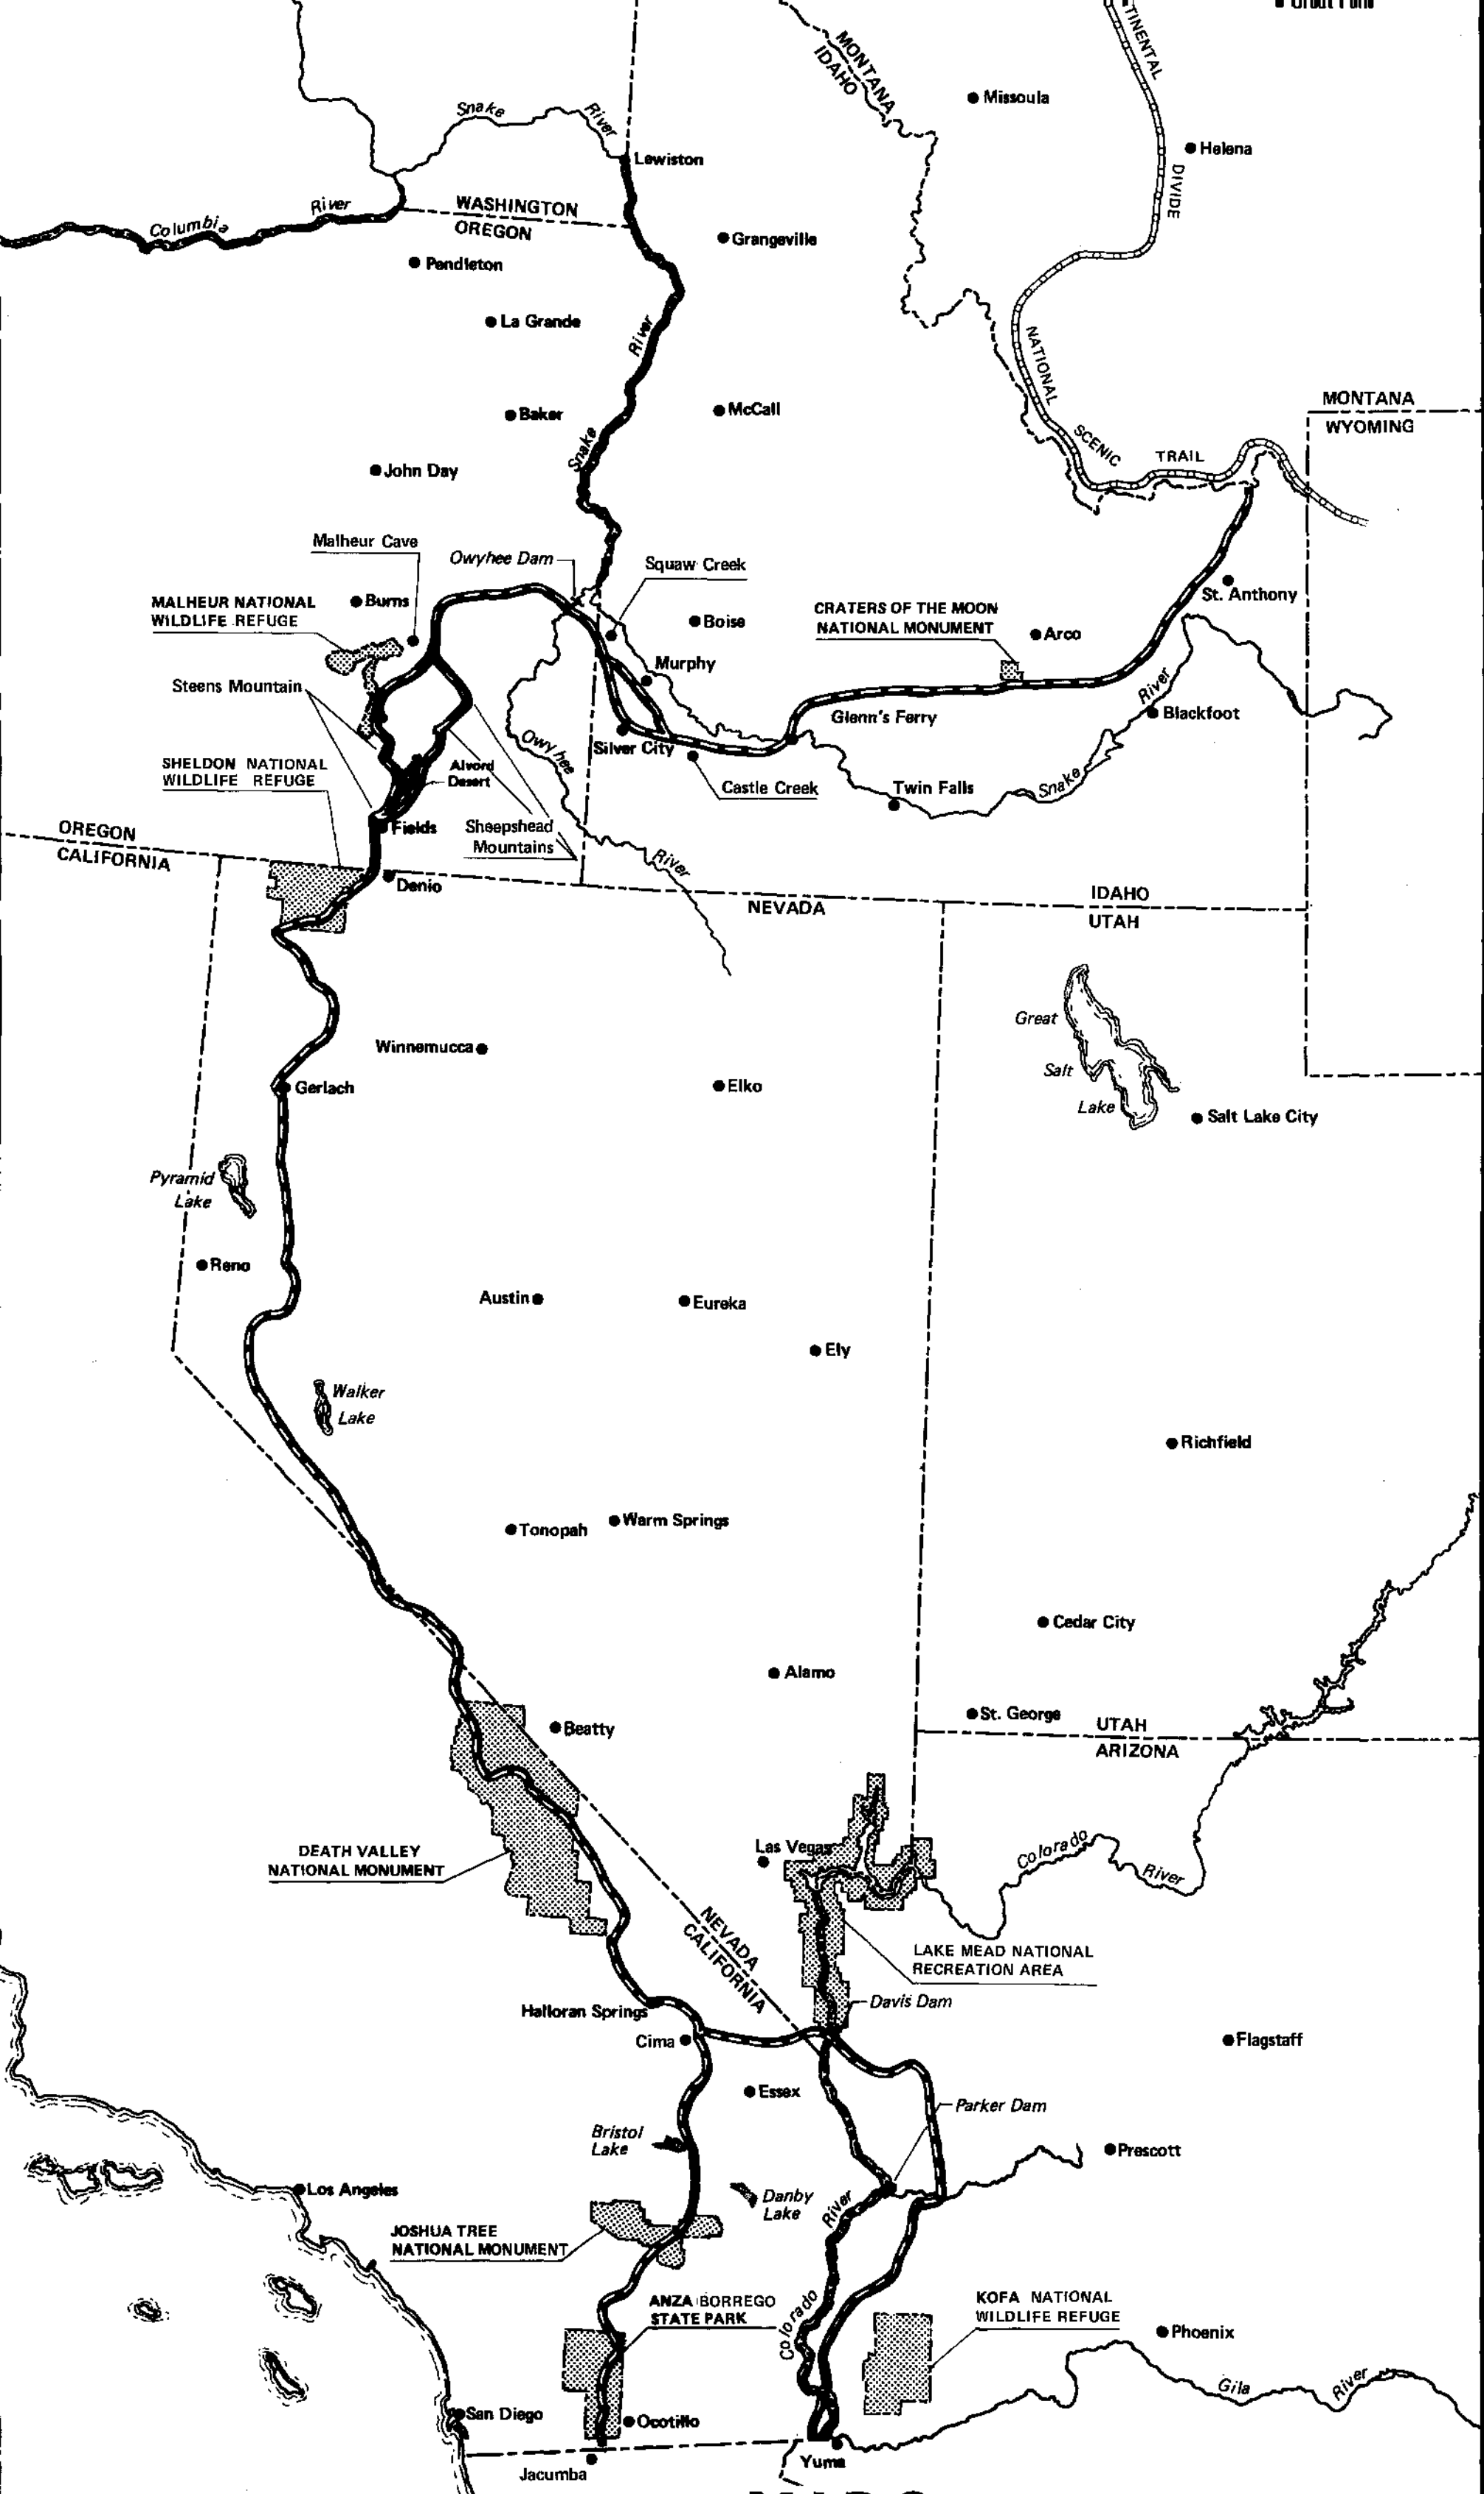 TINENTAL
MONTANA
IDAHO
Missoula
Snake
River
Helena
Lewiston
DIVIDE
River
WASHINGTON
Columbia
OREGON
Grangeville
Pendleton
La Grande
River
NATIONAL
MONTANA
McCall
Baker
WYOMING
Snake
SCENIC
TRAIL
John Day
Malheur Cave
Owyhee Dam
Squaw Creek
St. Anthony
MALHEUR NATIONAL
WILDLIFE REFUGE
Burns
Boise
CRATERS OF THE MOON
NATIONAL MONUMENT
Arco
Murphy
Steens Mountain
River
Glenn's Ferry
Blackfoot
Owyhee
Silver City
SHELDON NATIONAL
WILDLIFE REFUGE
Alvord
Desert
Castle Creek
Twin Falls
Snake
OREGON
CALIFORNIA
Fields
Sheepshead
Mountains
River
Denio
NEVADA
IDAHO
UTAH
Great
Salt
Lake
Winnemucca
Gerlach
Elko
Salt Lake City
Pyramid
Lake
Reno
Austin
Eureka
Ely
Walker
Lake
Richfield
Tonopah
Warm Springs
Cedar City
Alamo
St. George
UTAH
ARIZONA
Beatty
DEATH VALLEY
NATIONAL MONUMENT
Las Vegas
Colorado
River
NEVADA
CALIFORNIA
LAKE MEAD NATIONAL
RECREATION AREA
Davis Dam
Halloran Springs
Cima
Flagstaff
Essex
Parker Dam
Bristol
Lake
Prescott
Los Angeles
Danby
Lake
River
JOSHUA TREE
NATIONAL MONUMENT
ANZA BORREGO
STATE PARK
Colorado
KOFA NATIONAL
WILDLIFE REFUGE
Phoenix
Gila
River
San Diego
Ocotillo
Yuma
Jacumba